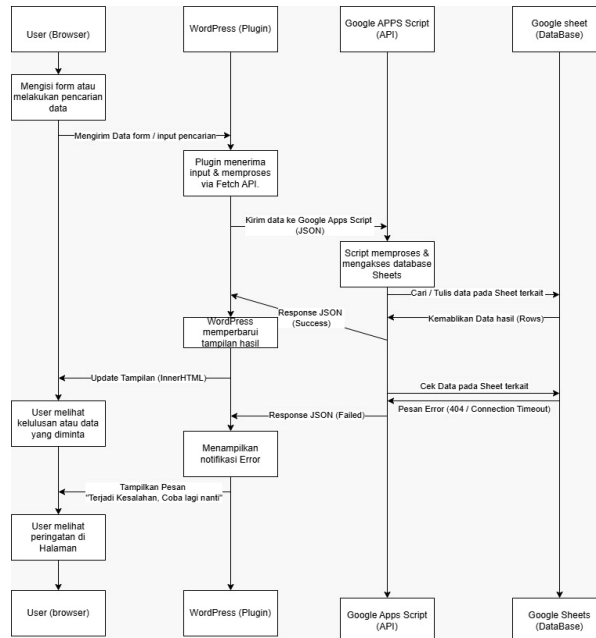 User (Browser)
WordPress (Plugin)
Google APPS Script
(API)
Google sheet
(DataBase)
Mengisi form atau
melakukan pencarian
data
Mengirim Data form / input pencarian
Plugin menerima
input & memproses
via Fetch API.
Kirim data ke Google Apps Script
(JSON)
Script memproses &
mengakses database
Sheets
Cari / Tulis data pada Sheet terkait
Response JSON
(Success)
Kemablikan Data hasil (Rows)
WordPress
memperbarui
tampilan hasil
Update Tampilan (InnerHTML)
Cek Data pada Sheet terkait
User melihat
kelulusan atau data
yang diminta
Response JSON (Failed)
Pesan Error (404 / Connection Timeout)
Menampilkan
notifikasi Error
Tampilkan Pesan
"Terjadi Kesalahan, Coba lagi nanti"
User melihat
peringatan di
Halaman
User (browser)
WordPress (Plugin)
Google Apps Script
(API)
Google Sheets
(DataBase)